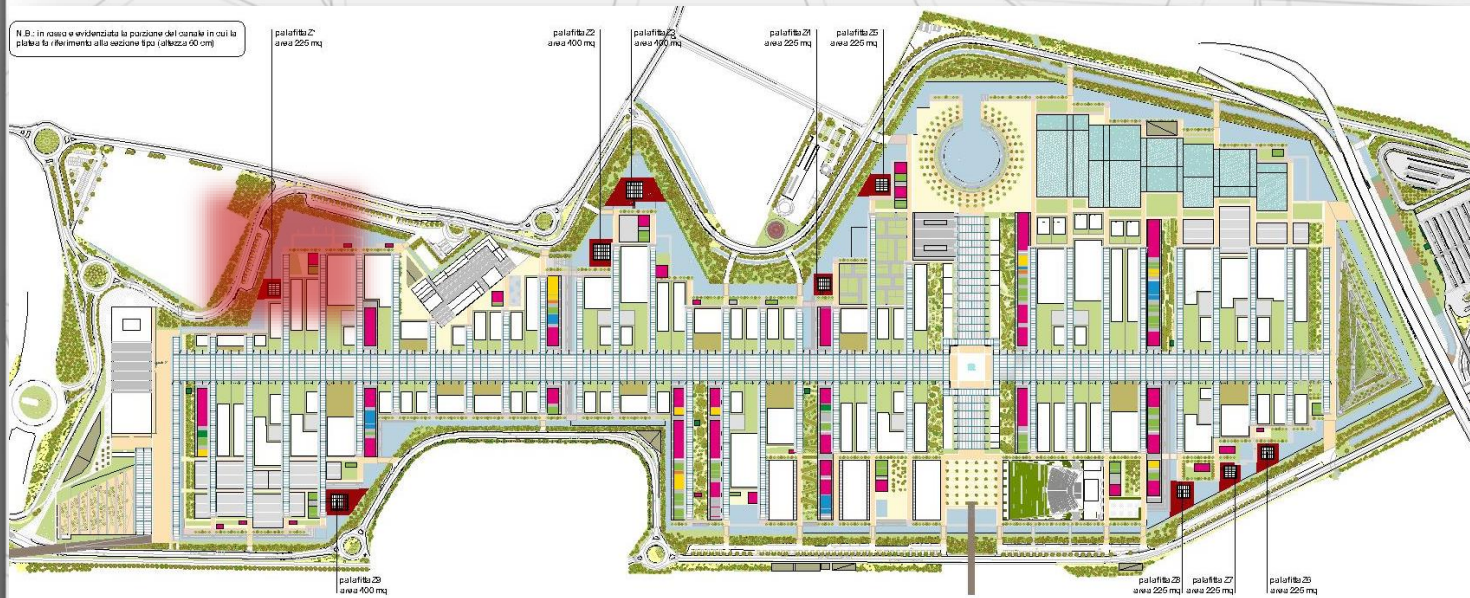 N.B.: in rosso è evidenziata la porzione del canale in cui la
platea fa riferimento alla sezione tipo (altezza 60 cm)
palafitta Z1
area 225 mq
palafitta Z2
area 400 mq
palafitta Z3
area 400 mq
palafitta Z4
area 225 mq
palafitta Z5
area 225 mq
palafitta Z9
area 400 mq
palafitta Z8
area 225 mq
palafitta Z7
area 225 mq
palafitta Z6
area 225 mq